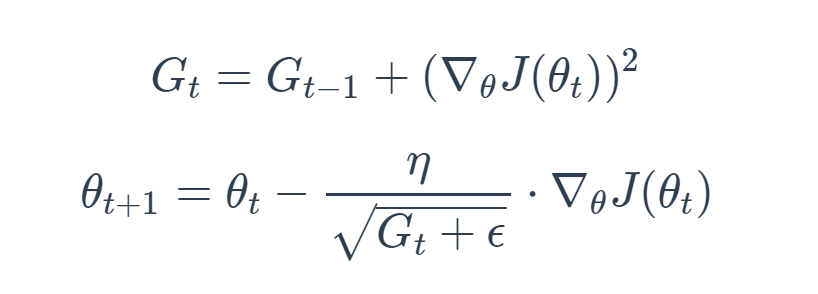 $G_t = G_{t-1} + (\nabla_\theta J(\theta_t))^2$
$\theta_{t+1} = \theta_t - \frac{\eta}{\sqrt{G_t + \epsilon}} \cdot \nabla_\theta J(\theta_t)$